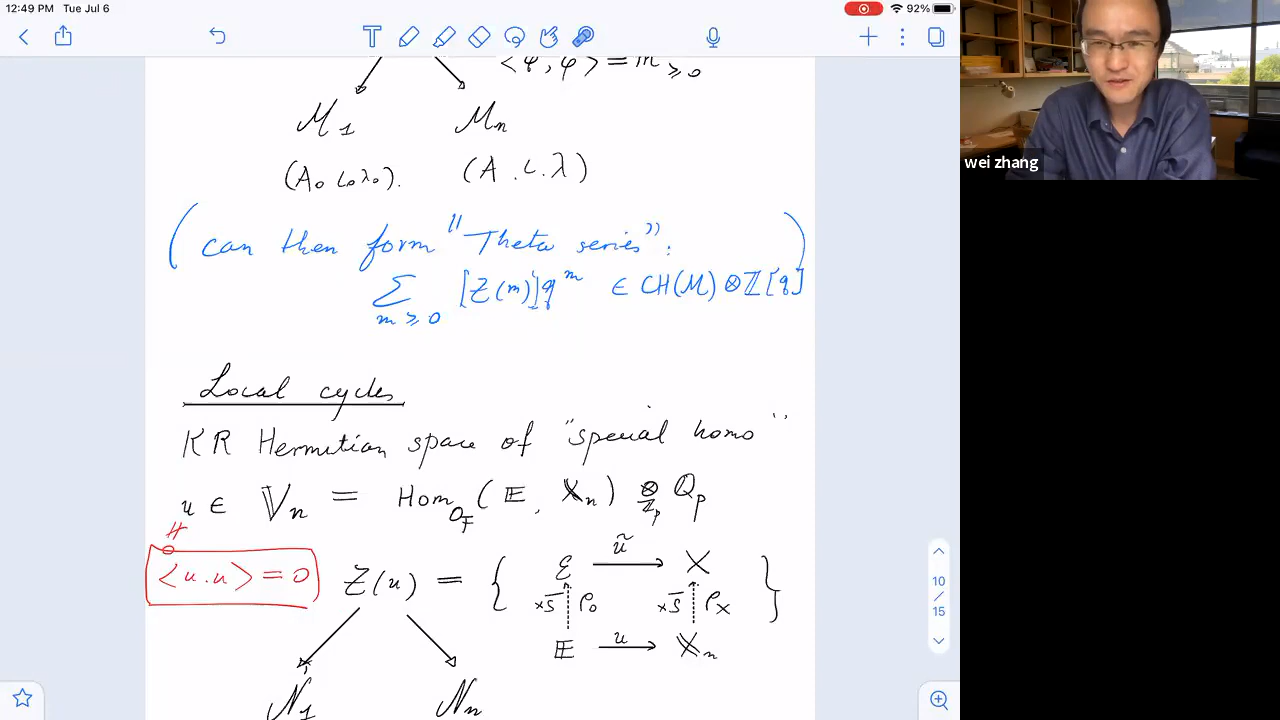 12:49 PM Tue Jul 6
92%
⟨φ, φ⟩ = m ≥ 0
M₁ Mₙ
(A₀ ι₀ λ₀). (A . ι . λ)
(can then form "Theta series":)
∑_{m ≥ 0} [Z(m)] q^m ∈ CH(M) ⊗ ℤ[q]
Local cycles
KR Hermitian space of "special homo"
u ∈ 𝕍ₙ = Hom_{O_F} (𝔼, 𝕏ₙ) ⊗_{ℤ_p} ℚ_p
≠
⟨u.u⟩ = 0
Z(u) = { ℰ ũ→ X }
×S̄ ρ₀ ×S̄ ρ_X
𝔼 u→ 𝕏ₙ
N₁ Nₙ
10
/
15
wei zhang